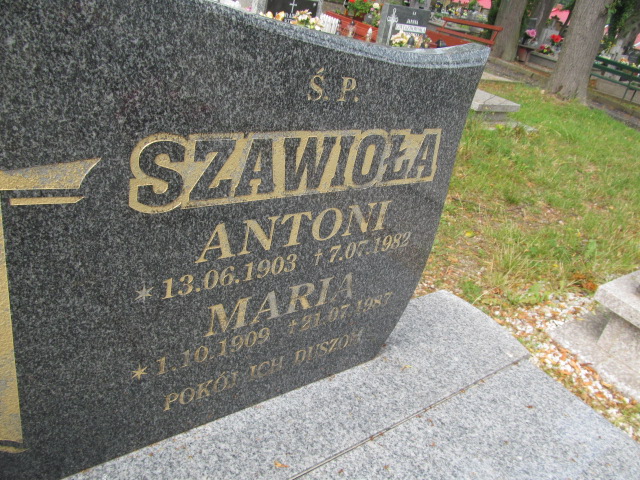 Ś. P.
SZAWIOŁA
ANTONI
* 13.06.1903 † 7.07.1982
MARIA
* 1.10.1909 † 21.07.1987
POKÓJ ICH DUSZOM